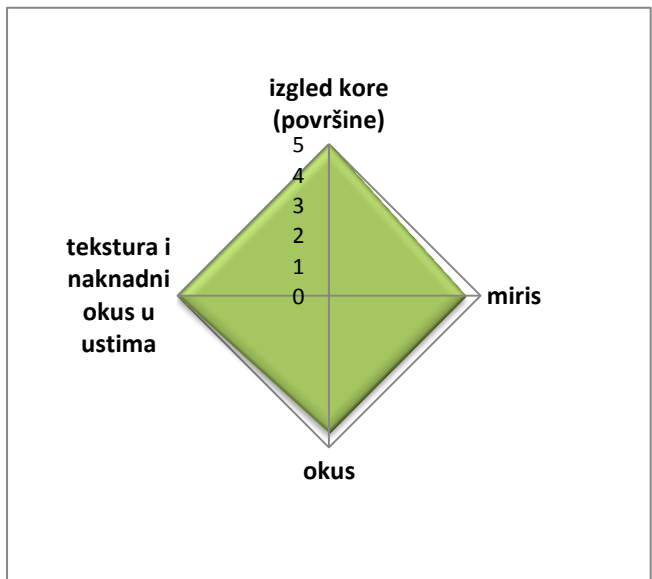 izgled kore
(površine)
5
4
3
2
1
0
tekstura i
naknadni
okus u
ustima
miris
okus